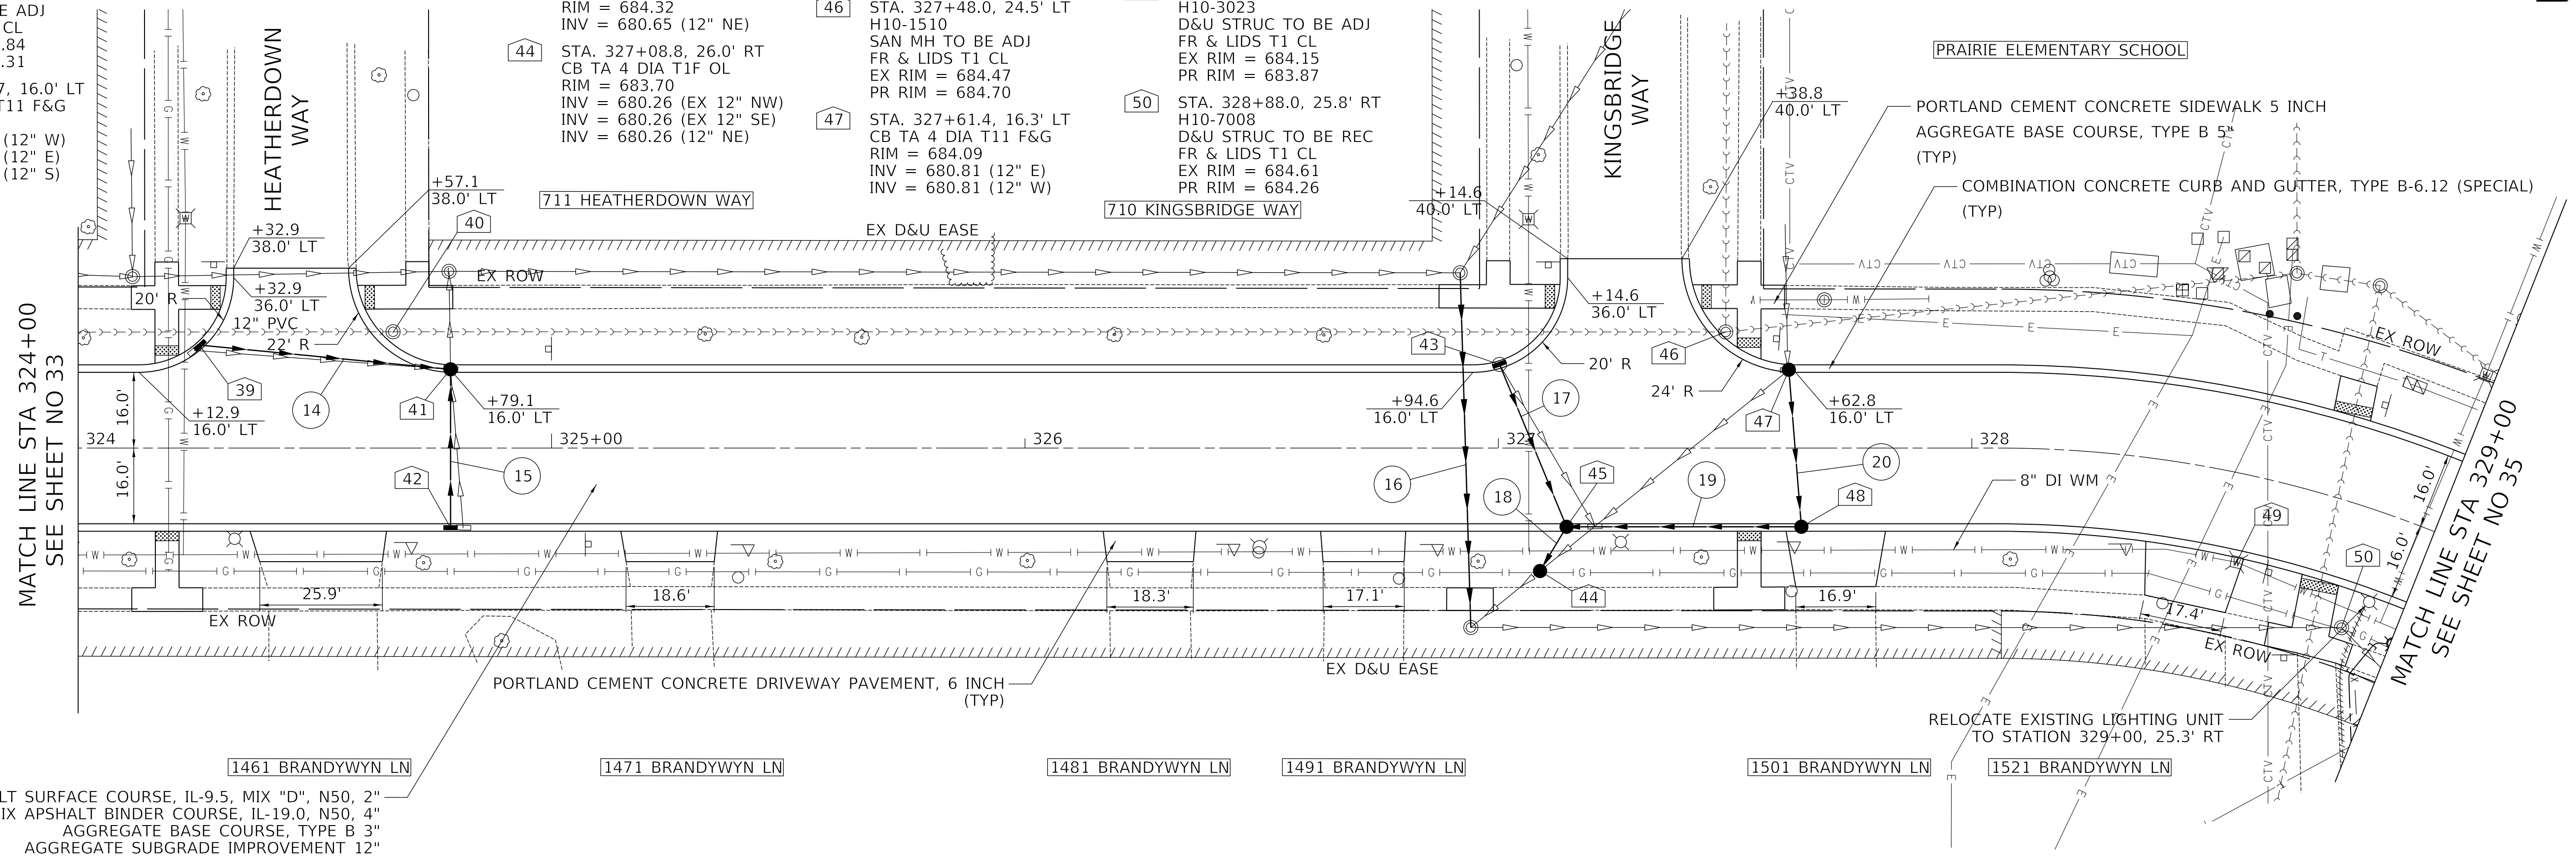 E ADJ
CL
.84
.31
7, 16.0' LT
T11 F&G
(12" W)
(12" E)
(12" S)
HEATHERDOWN
WAY
RIM = 684.32
INV = 680.65 (12" NE)
44
STA. 327+08.8, 26.0' RT
CB TA 4 DIA T1F OL
RIM = 683.70
INV = 680.26 (EX 12" NW)
INV = 680.26 (EX 12" SE)
INV = 680.26 (12" NE)
46
STA. 327+48.0, 24.5' LT
H10-1510
SAN MH TO BE ADJ
FR & LIDS T1 CL
EX RIM = 684.47
PR RIM = 684.70
47
STA. 327+61.4, 16.3' LT
CB TA 4 DIA T11 F&G
RIM = 684.09
INV = 680.81 (12" E)
INV = 680.81 (12" W)
H10-3023
D&U STRUC TO BE ADJ
FR & LIDS T1 CL
EX RIM = 684.15
PR RIM = 683.87
50
STA. 328+88.0, 25.8' RT
H10-7008
D&U STRUC TO BE REC
FR & LIDS T1 CL
EX RIM = 684.61
PR RIM = 684.26
KINGSBRIDGE
WAY
PRAIRIE ELEMENTARY SCHOOL
+38.8
40.0' LT
PORTLAND CEMENT CONCRETE SIDEWALK 5 INCH
AGGREGATE BASE COURSE, TYPE B 5"
(TYP)
COMBINATION CONCRETE CURB AND GUTTER, TYPE B-6.12 (SPECIAL)
(TYP)
+57.1
38.0' LT
40
711 HEATHERDOWN WAY
EX D&U EASE
710 KINGSBRIDGE WAY
+14.6
40.0' LT
+32.9
38.0' LT
EX ROW
+32.9
36.0' LT
20' R
12" PVC
22' R
+14.6
36.0' LT
43
20' R
46
24' R
EX ROW
39
14
41
+79.1
16.0' LT
+12.9
16.0' LT
16.0'
+94.6
16.0' LT
17
47
+62.8
16.0' LT
MATCH LINE STA 324+00
SEE SHEET NO 33
324
325+00
326
327
328
16.0'
42
15
16
18
45
19
20
48
8" DI WM
49
50
16.0'
16.0'
MATCH LINE STA 329+00
SEE SHEET NO 35
44
25.9'
18.6'
18.3'
17.1'
16.9'
17.4'
EX ROW
EX ROW
EX D&U EASE
PORTLAND CEMENT CONCRETE DRIVEWAY PAVEMENT, 6 INCH
(TYP)
RELOCATE EXISTING LIGHTING UNIT
TO STATION 329+00, 25.3' RT
1461 BRANDYWYN LN
1471 BRANDYWYN LN
1481 BRANDYWYN LN
1491 BRANDYWYN LN
1501 BRANDYWYN LN
1521 BRANDYWYN LN
LT SURFACE COURSE, IL-9.5, MIX "D", N50, 2"
IX APSHALT BINDER COURSE, IL-19.0, N50, 4"
AGGREGATE BASE COURSE, TYPE B 3"
AGGREGATE SUBGRADE IMPROVEMENT 12"